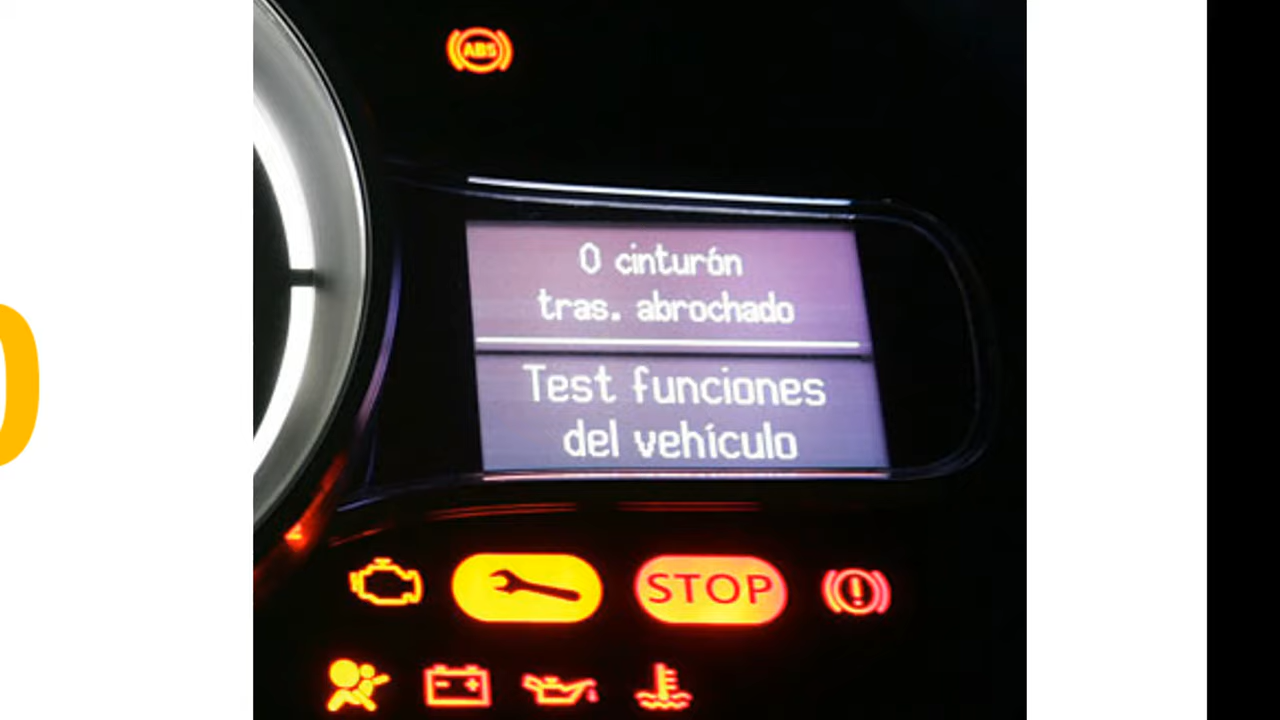 ABS
0 cinturón
tras. abrochado
Test funciones
del vehículo
STOP